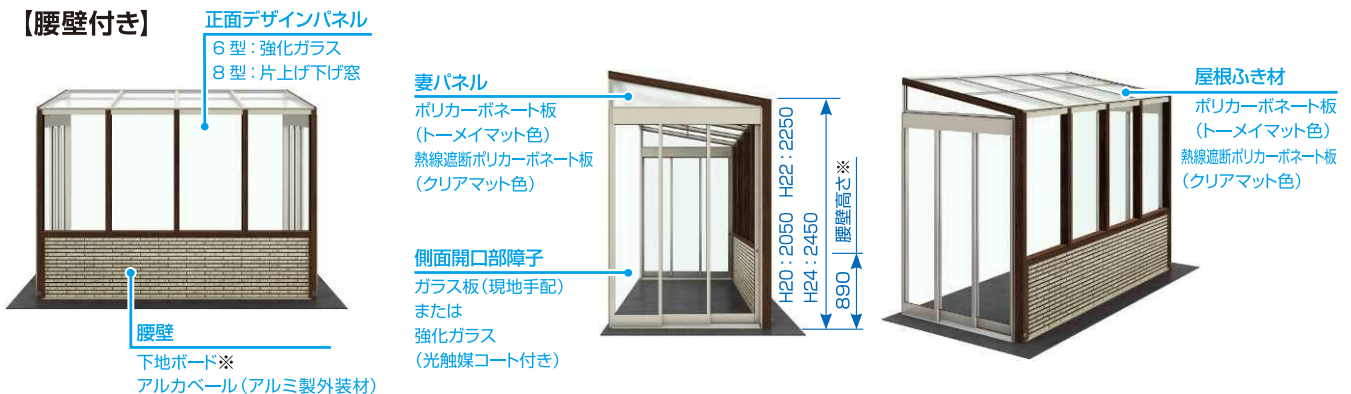 【腰壁付き】
正面デザインパネル
6型：強化ガラス
8型：片上げ下げ窓
腰壁
下地ボード※
アルカベール（アルミ製外装材）
妻パネル
ポリカーボネート板
（トーメイマット色）
熱線遮断ポリカーボネート板
（クリアマット色）
側面開口部障子
ガラス板（現地手配）
または
強化ガラス
（光触媒コート付き）
H20：2050 H22：2250
H24：2450
腰壁高さ※
890
屋根ふき材
ポリカーボネート板
（トーメイマット色）
熱線遮断ポリカーボネート板
（クリアマット色）